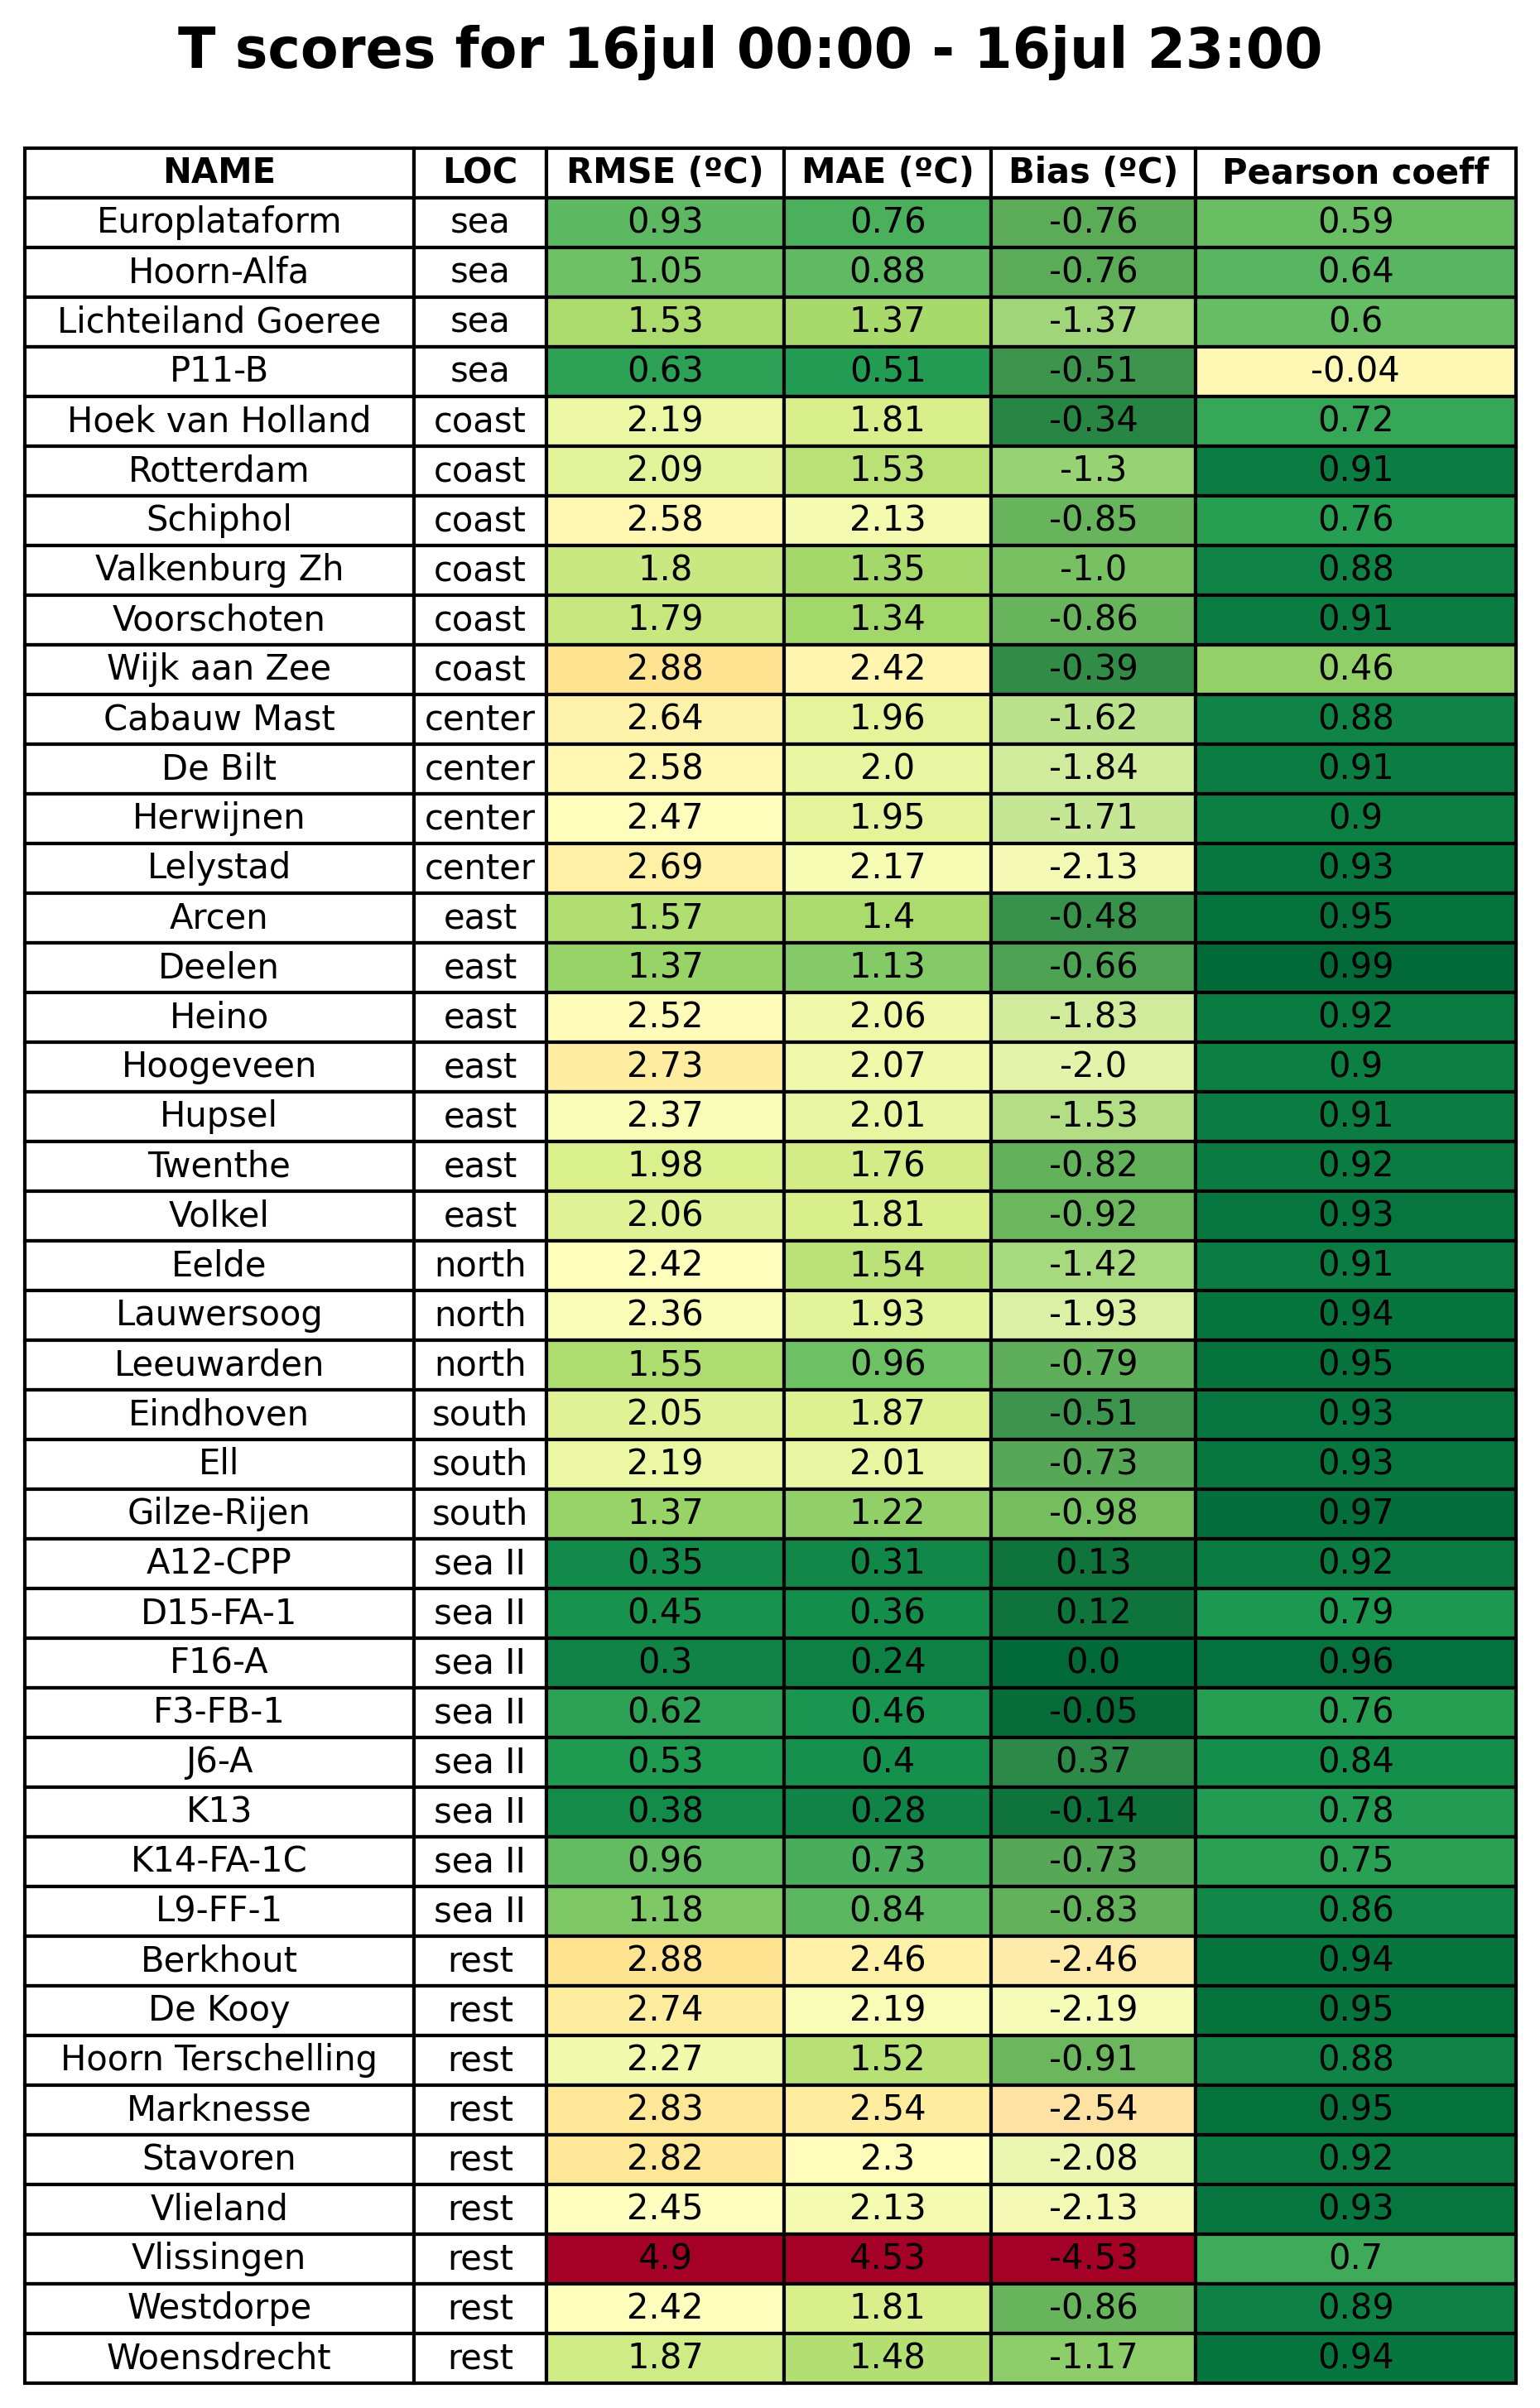 T scores for 16jul 00:00 - 16jul 23:00
NAME LOC RMSE (ºC) MAE (ºC) Bias (ºC) Pearson coeff
Europlataform sea 0.93 0.76 -0.76 0.59
Hoorn-Alfa sea 1.05 0.88 -0.76 0.64
Lichteiland Goeree sea 1.53 1.37 -1.37 0.6
P11-B sea 0.63 0.51 -0.51 -0.04
Hoek van Holland coast 2.19 1.81 -0.34 0.72
Rotterdam coast 2.09 1.53 -1.3 0.91
Schiphol coast 2.58 2.13 -0.85 0.76
Valkenburg Zh coast 1.8 1.35 -1.0 0.88
Voorschoten coast 1.79 1.34 -0.86 0.91
Wijk aan Zee coast 2.88 2.42 -0.39 0.46
Cabauw Mast center 2.64 1.96 -1.62 0.88
De Bilt center 2.58 2.0 -1.84 0.91
Herwijnen center 2.47 1.95 -1.71 0.9
Lelystad center 2.69 2.17 -2.13 0.93
Arcen east 1.57 1.4 -0.48 0.95
Deelen east 1.37 1.13 -0.66 0.99
Heino east 2.52 2.06 -1.83 0.92
Hoogeveen east 2.73 2.07 -2.0 0.9
Hupsel east 2.37 2.01 -1.53 0.91
Twenthe east 1.98 1.76 -0.82 0.92
Volkel east 2.06 1.81 -0.92 0.93
Eelde north 2.42 1.54 -1.42 0.91
Lauwersoog north 2.36 1.93 -1.93 0.94
Leeuwarden north 1.55 0.96 -0.79 0.95
Eindhoven south 2.05 1.87 -0.51 0.93
Ell south 2.19 2.01 -0.73 0.93
Gilze-Rijen south 1.37 1.22 -0.98 0.97
A12-CPP sea II 0.35 0.31 0.13 0.92
D15-FA-1 sea II 0.45 0.36 0.12 0.79
F16-A sea II 0.3 0.24 0.0 0.96
F3-FB-1 sea II 0.62 0.46 -0.05 0.76
J6-A sea II 0.53 0.4 0.37 0.84
K13 sea II 0.38 0.28 -0.14 0.78
K14-FA-1C sea II 0.96 0.73 -0.73 0.75
L9-FF-1 sea II 1.18 0.84 -0.83 0.86
Berkhout rest 2.88 2.46 -2.46 0.94
De Kooy rest 2.74 2.19 -2.19 0.95
Hoorn Terschelling rest 2.27 1.52 -0.91 0.88
Marknesse rest 2.83 2.54 -2.54 0.95
Stavoren rest 2.82 2.3 -2.08 0.92
Vlieland rest 2.45 2.13 -2.13 0.93
Vlissingen rest 4.9 4.53 -4.53 0.7
Westdorpe rest 2.42 1.81 -0.86 0.89
Woensdrecht rest 1.87 1.48 -1.17 0.94